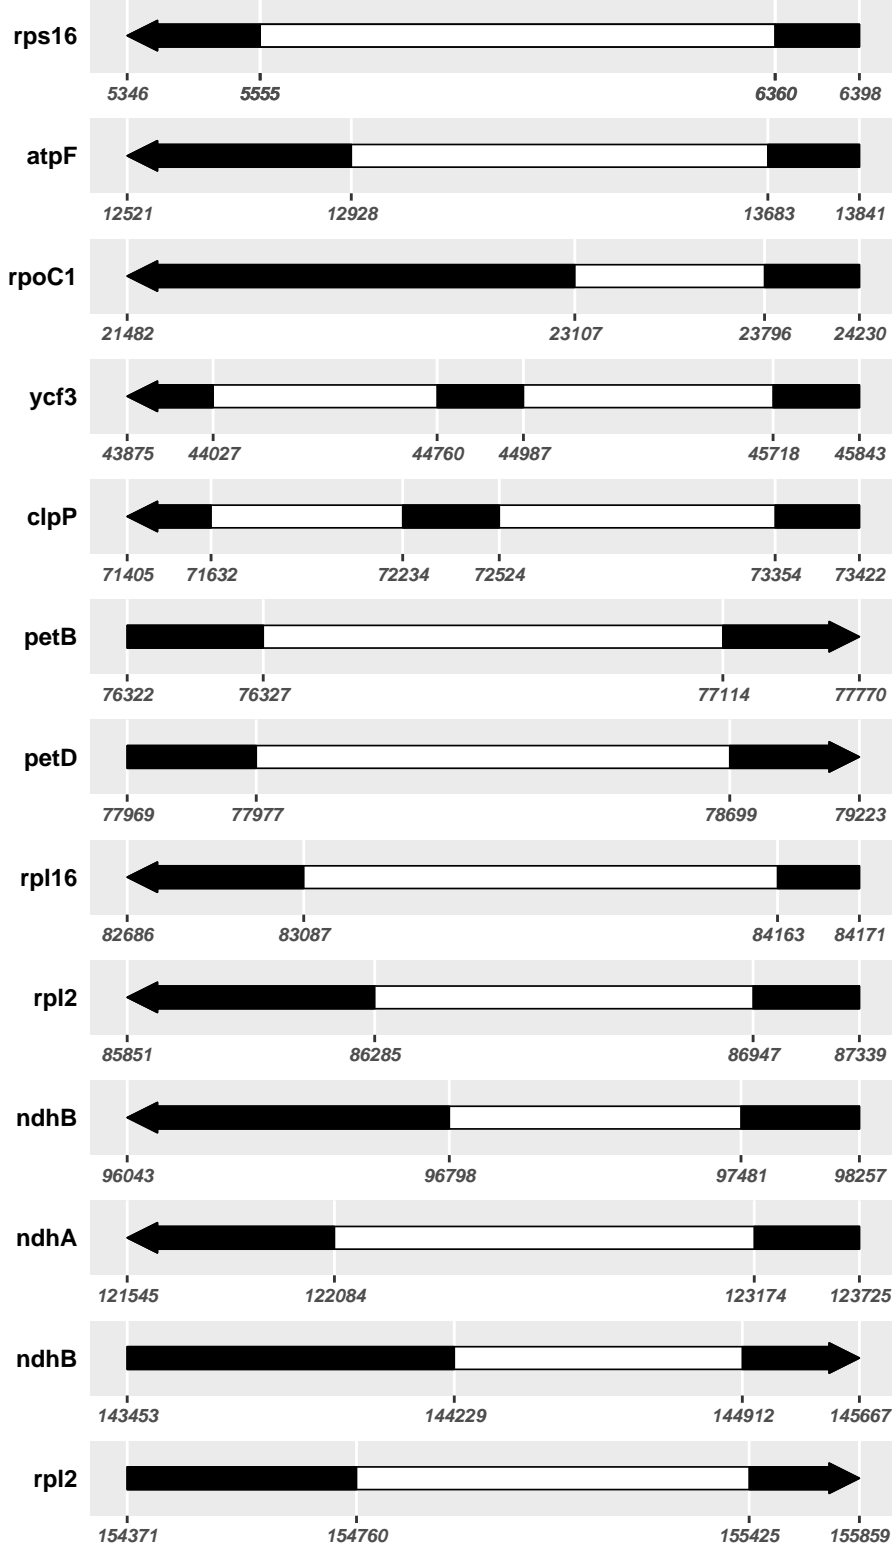 rps16
5346 5555 6360 6398
atpF
12521 12928 13683 13841
rpoC1
21482 23107 23796 24230
ycf3
43875 44027 44760 44987 45718 45843
clpP
71405 71632 72234 72524 73354 73422
petB
76322 76327 77114 77770
petD
77969 77977 78699 79223
rpl16
82686 83087 84163 84171
rpl2
85851 86285 86947 87339
ndhB
96043 96798 97481 98257
ndhA
121545 122084 123174 123725
ndhB
143453 144229 144912 145667
rpl2
154371 154760 155425 155859